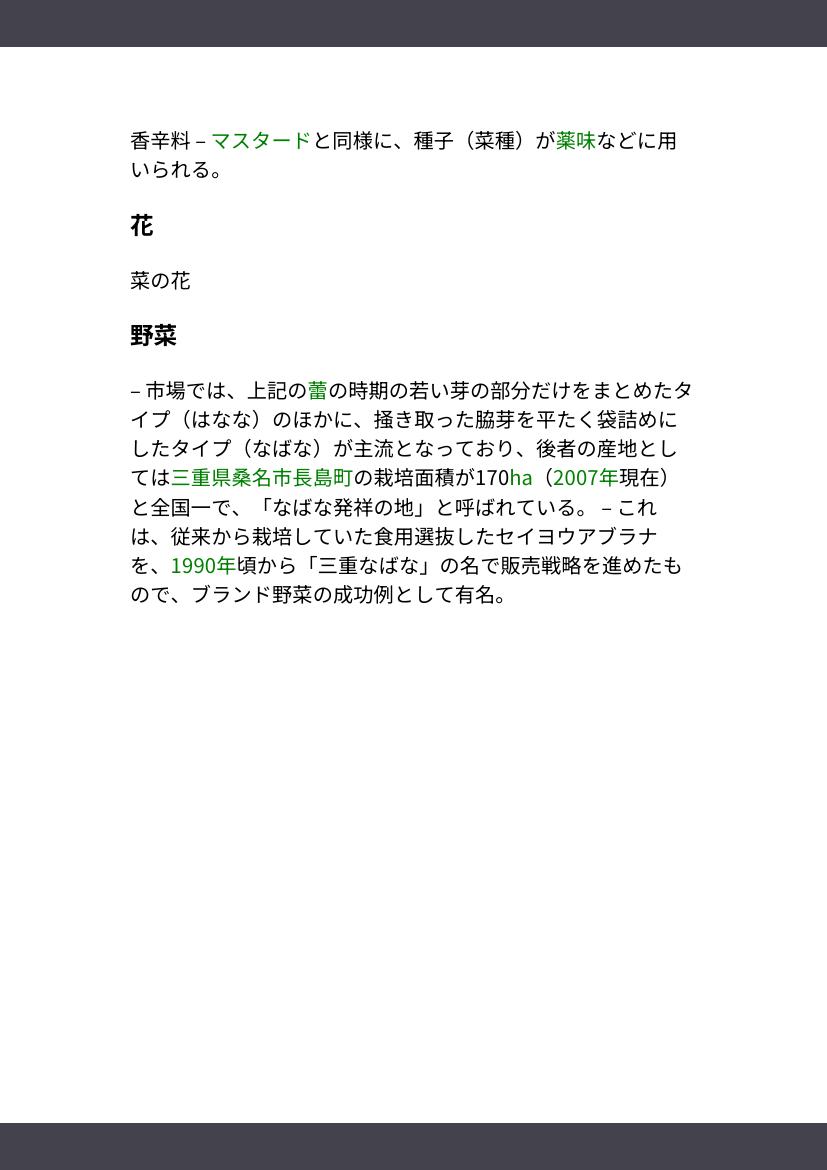 香辛料 – マスタードと同様に、種子（菜種）が薬味などに用
いられる。
花
菜の花
野菜
– 市場では、上記の蕾の時期の若い芽の部分だけをまとめたタ
イプ（はなな）のほかに、掻き取った脇芽を平たく袋詰めに
したタイプ（なばな）が主流となっており、後者の産地とし
ては三重県桑名市長島町の栽培面積が170ha（2007年現在）
と全国一で、「なばな発祥の地」と呼ばれている。 – これ
は、従来から栽培していた食用選抜したセイヨウアブラナ
を、1990年頃から「三重なばな」の名で販売戦略を進めたも
ので、ブランド野菜の成功例として有名。